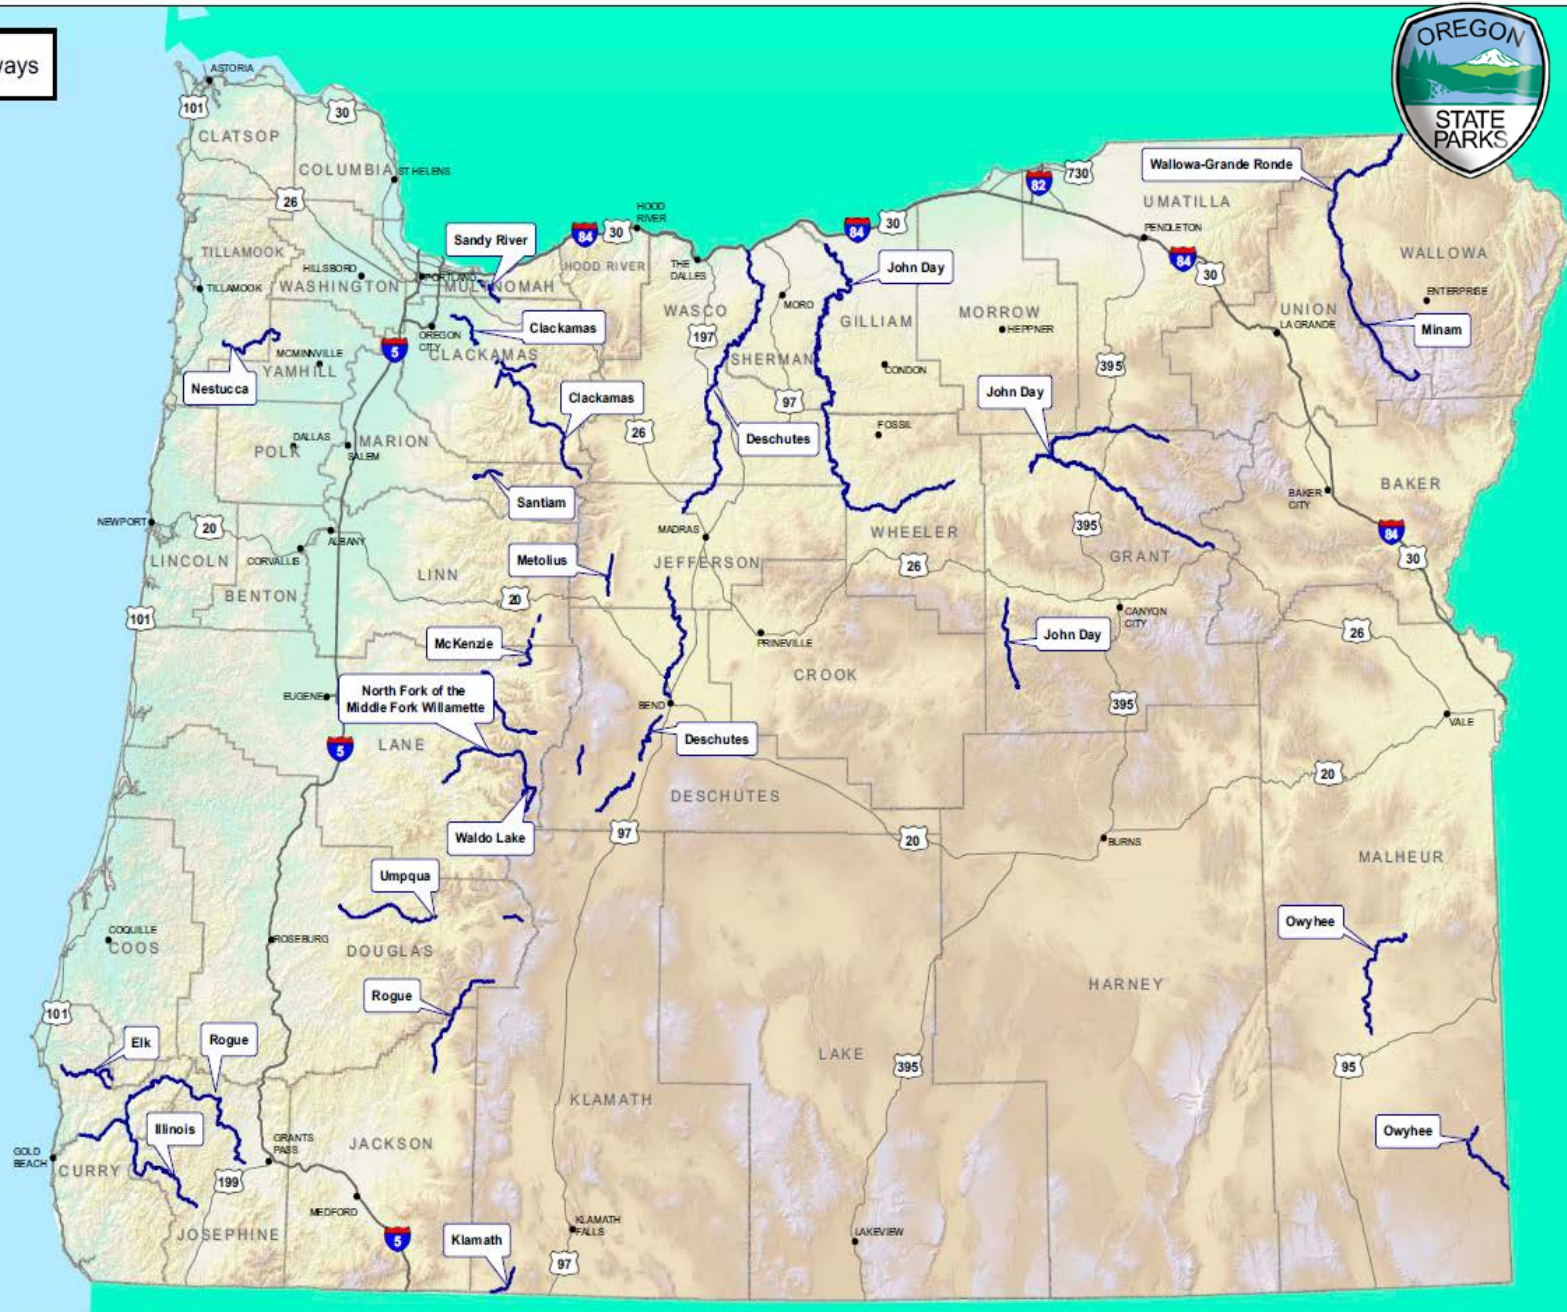 ways
OREGON
STATE
PARKS
ASTORIA
101
30
CLATSOP
COLUMBIA
ST HELENS
26
82
730
Wallowa-Grande Ronde
UMATILLA
HOOD
RIVER
84
30
84
30
PENDLETON
Sandy River
TILLAMOOK
HILLSBORO
WASHINGTON
PORTLAND
MULTNOMAH
HOOD RIVER
THE
DALLES
John Day
84
30
WALLOWA
TILLAMOOK
ENTERPRISE
MORO
WASCO
GILLIAM
MORROW
HEPPNER
UNION
LA GRANDE
Minam
OREGON
CITY
Clackamas
197
5
CLACKAMAS
MCMINNVILLE
YAMHILL
SHERMAN
CONDON
395
Nestucca
Clackamas
97
John Day
26
Deschutes
FOSSIL
DALLAS
POLK
SALEM
MARION
BAKER
CITY
BAKER
Santiam
NEWPORT
20
ALBANY
MADRAS
WHEELER
395
84
30
LINCOLN
CORVALLIS
LINN
Metolius
JEFFERSON
26
GRANT
BENTON
20
101
CANYON
CITY
McKenzie
PRINEVILLE
John Day
26
CROOK
EUGENE
North Fork of the
Middle Fork Willamette
BEND
395
VALE
5
LANE
Deschutes
20
DESCHUTES
Waldo Lake
97
20
BURNS
MALHEUR
Umpqua
COQUILLE
COOS
ROSEBURG
DOUGLAS
Owyhee
HARNEY
Rogue
101
Elk
Rogue
LAKE
395
95
KLAMATH
Illinois
GOLD
BEACH
CURRY
GRANTS
PASS
JACKSON
Owyhee
199
MEDFORD
JOSEPHINE
5
Klamath
KLAMATH
FALLS
97
LAKEVIEW